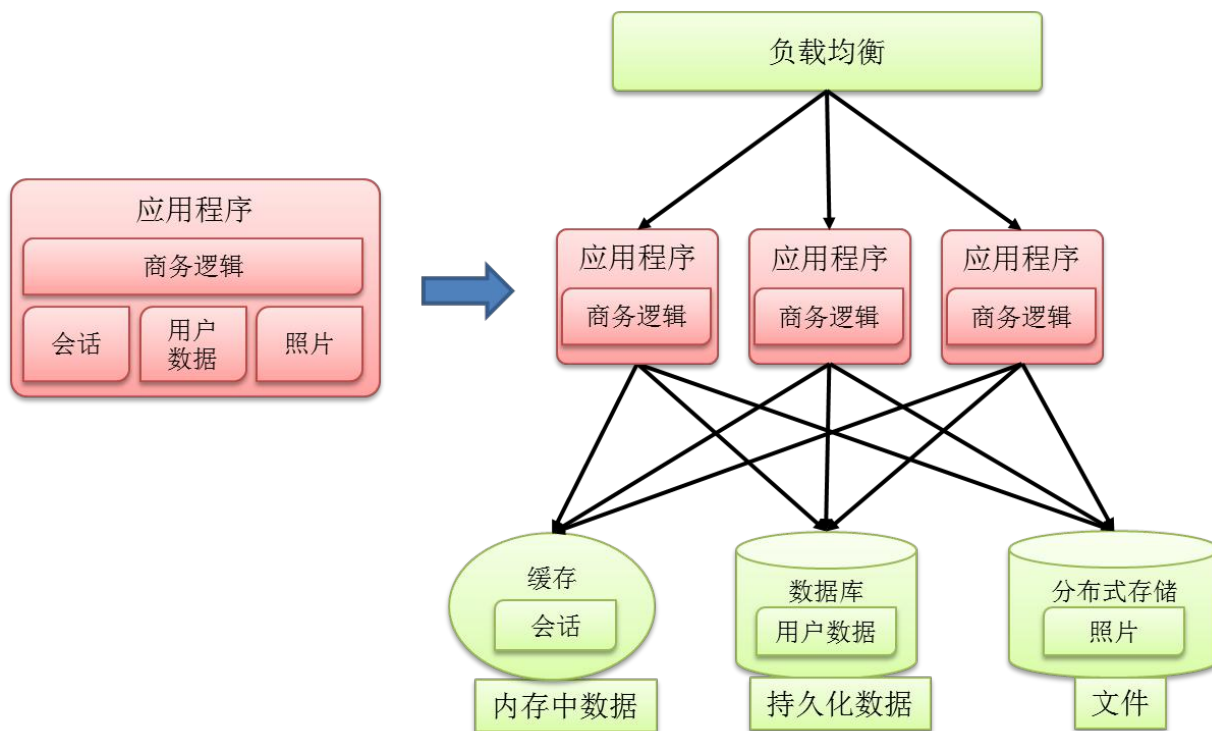 负载均衡
应用程序
商务逻辑
会话
用户
数据
照片
应用程序
商务逻辑
应用程序
商务逻辑
应用程序
商务逻辑
缓存
会话
内存中数据
数据库
用户数据
持久化数据
分布式存储
照片
文件